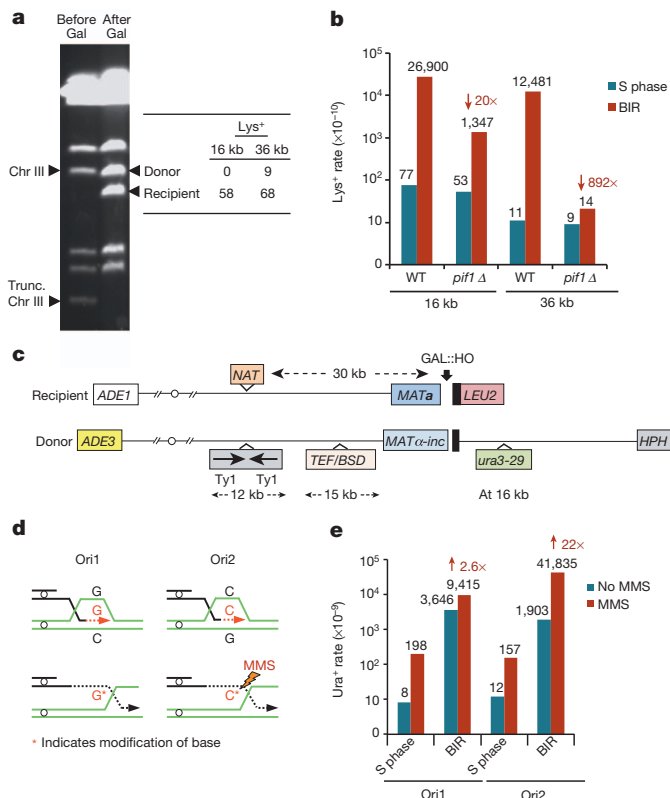 a
Before After
Gal Gal
Chr III
Trunc.
Chr III
Lys+
16 kb 36 kb
Donor 0 9
Recipient 58 68
b
Lys+ rate (×10−10)
10^5
10^4
10^3
10^2
10
0
77
26,900
53
1,347
↓ 20×
11
12,481
9
14
↓ 892×
WT pif1 Δ WT pif1 Δ
16 kb 36 kb
S phase
BIR
c
GAL::HO
NAT 30 kb
Recipient ADE1 MATa LEU2
Donor ADE3 MATα-inc HPH
TEF/BSD ura3-29
Ty1 Ty1
12 kb 15 kb At 16 kb
d
Ori1 Ori2
G C
G C
C G
MMS
G* C*
* Indicates modification of base
e
Ura+ rate (×10−9)
10^5
10^4
10^3
10^2
10
0
8
198
3,646
9,415
↑ 2.6×
12
157
1,903
41,835
↑ 22×
S phase BIR S phase BIR
Ori1 Ori2
No MMS
MMS